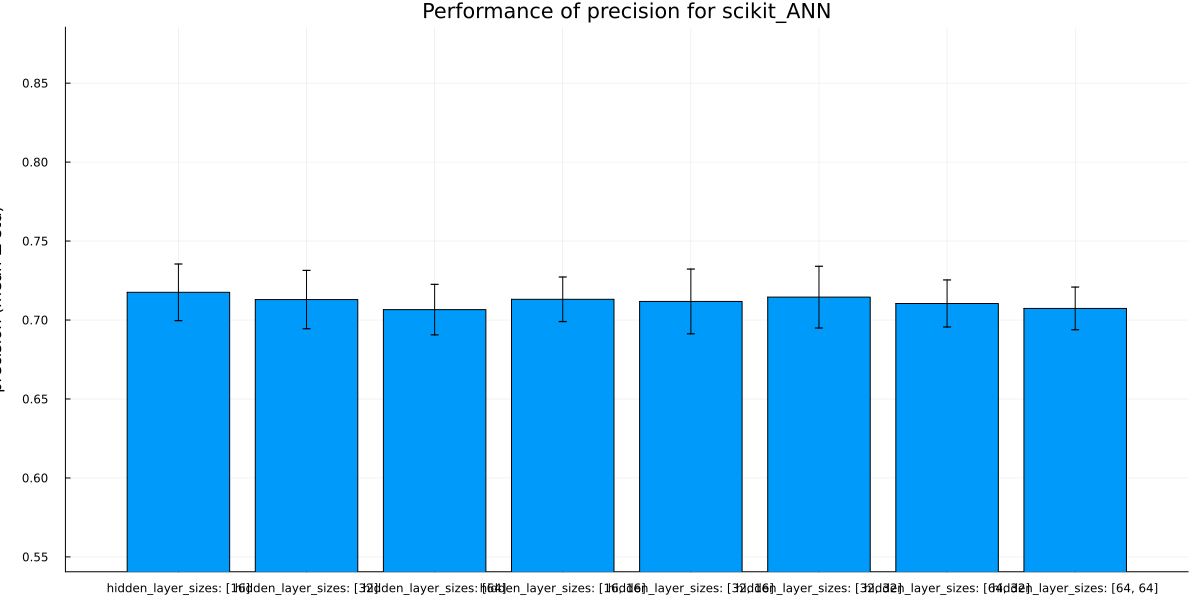 Performance of precision for scikit_ANN
0.85
0.80
0.75
0.70
0.65
0.60
0.55
hidden_layer_sizes: [16]
hidden_layer_sizes: [32]
hidden_layer_sizes: [64]
hidden_layer_sizes: [16, 16]
hidden_layer_sizes: [32, 16]
hidden_layer_sizes: [32, 32]
hidden_layer_sizes: [64, 32]
hidden_layer_sizes: [64, 64]